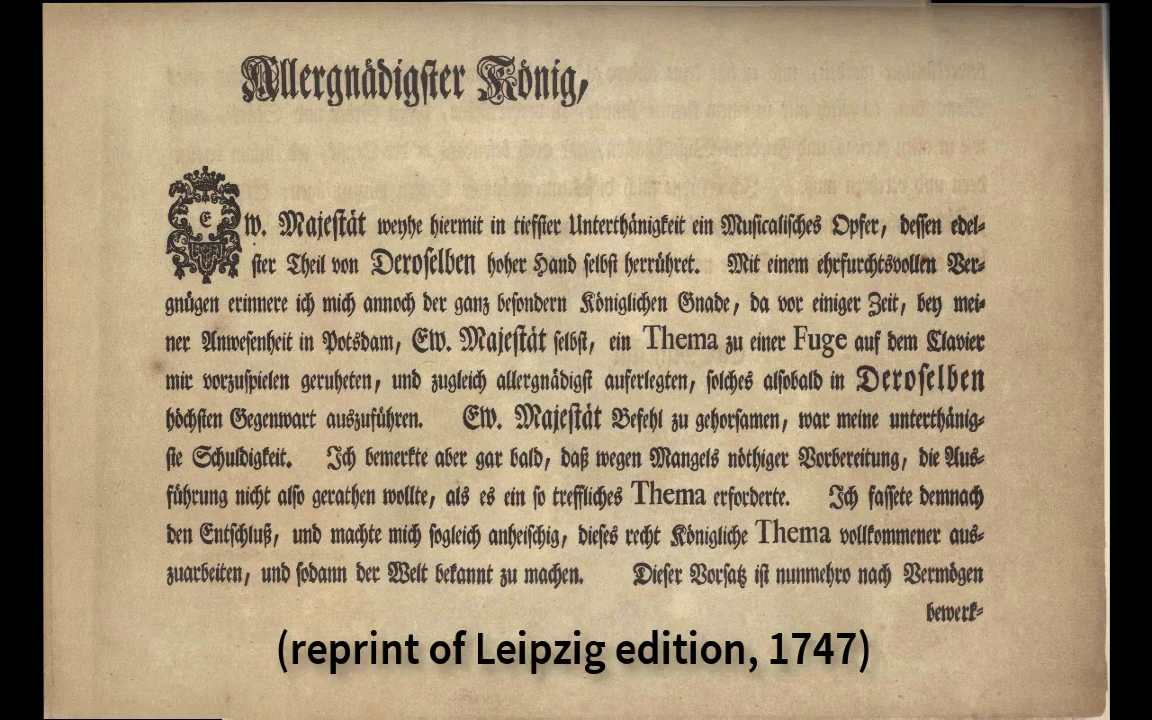 Allergnädigster König,
Ew. Majestät weyhe hiermit in tiefster Unterthänigkeit ein Musicalisches Opfer, dessen edel-
ster Theil von Deroselben hoher Hand selbst herrühret. Mit einem ehrfurchtsvollen Ver-
gnügen erinnere ich mich annoch der ganz besondern Königlichen Gnade, da vor einiger Zeit, bey mei-
ner Anwesenheit in Potsdam, Ew. Majestät selbst, ein Thema zu einer Fuge auf dem Clavier
mir vorzuspielen geruheten, und zugleich allergnädigst auferlegten, solches alsobald in Deroselben
höchsten Gegenwart auszuführen. Ew. Majestät Befehl zu gehorsamen, war meine unterthänig-
ste Schuldigkeit. Ich bemerkte aber gar bald, daß wegen Mangels nöthiger Vorbereitung, die Aus-
führung nicht also gerathen wollte, als es ein so treffliches Thema erforderte. Ich fassete demnach
den Entschluß, und machte mich sogleich anheischig, dieses recht Königliche Thema vollkommener aus-
zuarbeiten, und sodann der Welt bekannt zu machen. Dieser Vorsatz ist nunmehro nach Vermögen
bewerk-
(reprint of Leipzig edition, 1747)